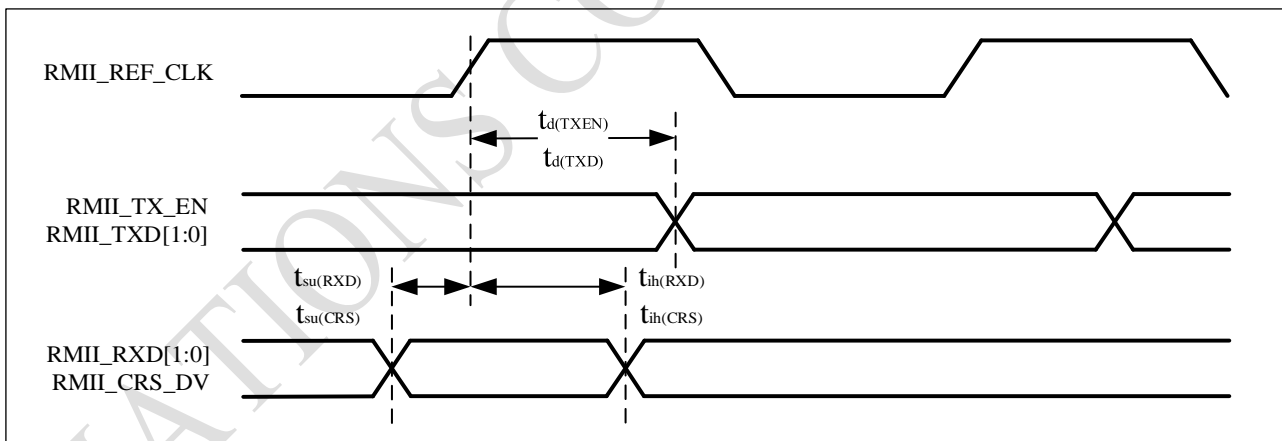 RMII_REF_CLK
td(TXEN)
td(TXD)
RMII_TX_EN
RMII_TXD[1:0]
tsu(RXD) tih(RXD)
tsu(CRS) tih(CRS)
RMII_RXD[1:0]
RMII_CRS_DV